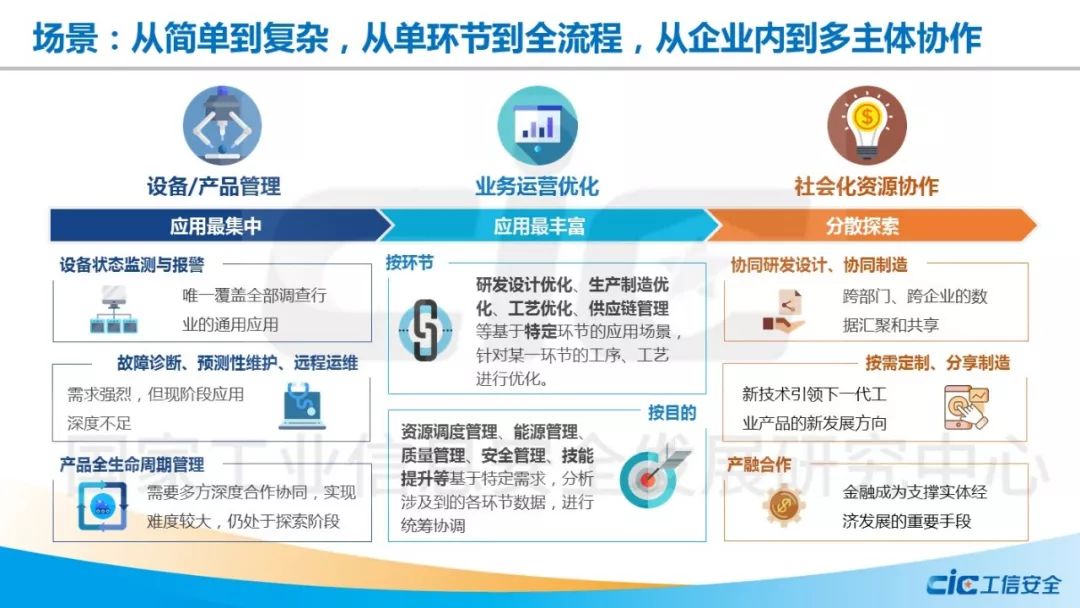 场景：从简单到复杂，从单环节到全流程，从企业内到多主体协作
设备/产品管理
应用最集中
设备状态监测与报警
唯一覆盖全部调查行
业的通用应用
故障诊断、预测性维护、远程运维
需求强烈，但现阶段应用
深度不足
产品全生命周期管理
需要多方深度合作协同，实现
难度较大，仍处于探索阶段
业务运营优化
应用最丰富
按环节
研发设计优化、生产制造优
化、工艺优化、供应链管理
等基于特定环节的应用场景，
针对某一环节的工序、工艺
进行优化。
按目的
资源调度管理、能源管理、
质量管理、安全管理、技能
提升等基于特定需求，分析
涉及到的各环节数据，进行
统筹协调
社会化资源协作
分散探索
协同研发设计、协同制造
跨部门、跨企业的数
据汇聚和共享
按需定制、分享制造
新技术引领下一代工
业产品的新发展方向
产融合作
金融成为支撑实体经
济发展的重要手段
CIC
国家工业信息安全发展研究中心
CIC工信安全